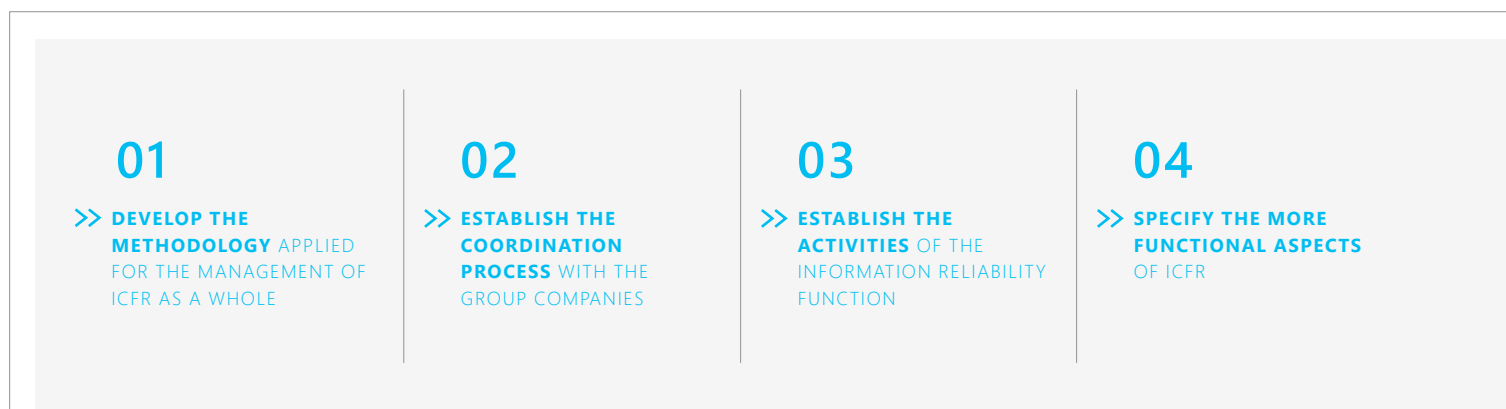 01
DEVELOP THE
METHODOLOGY APPLIED
FOR THE MANAGEMENT OF
ICFR AS A WHOLE
02
ESTABLISH THE
COORDINATION
PROCESS WITH THE
GROUP COMPANIES
03
ESTABLISH THE
ACTIVITIES OF THE
INFORMATION RELIABILITY
FUNCTION
04
SPECIFY THE MORE
FUNCTIONAL ASPECTS
OF ICFR